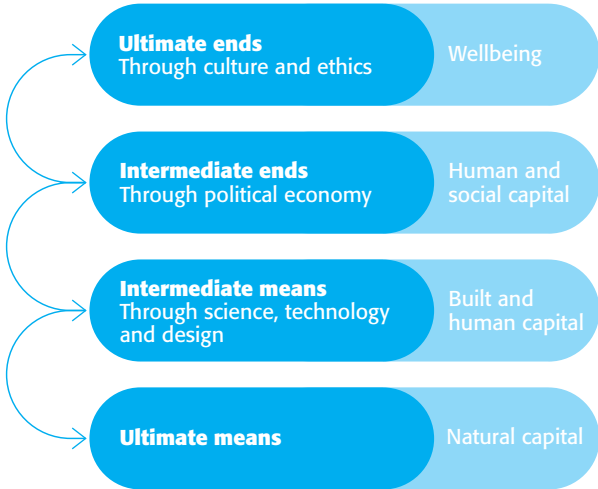 Ultimate ends
Through culture and ethics
Wellbeing
Intermediate ends
Through political economy
Human and
social capital
Intermediate means
Through science, technology
and design
Built and
human capital
Ultimate means
Natural capital